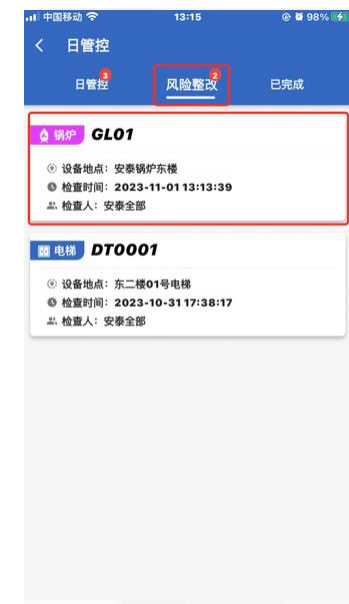 中国移动 13:15 98%
日管控
日管控 3 风险整改 2 已完成
锅炉 GL01
设备地点：安泰锅炉东楼
检查时间：2023-11-01 13:13:39
检查人：安泰全部
电梯 DT0001
设备地点：东二楼01号电梯
检查时间：2023-10-31 17:38:17
检查人：安泰全部